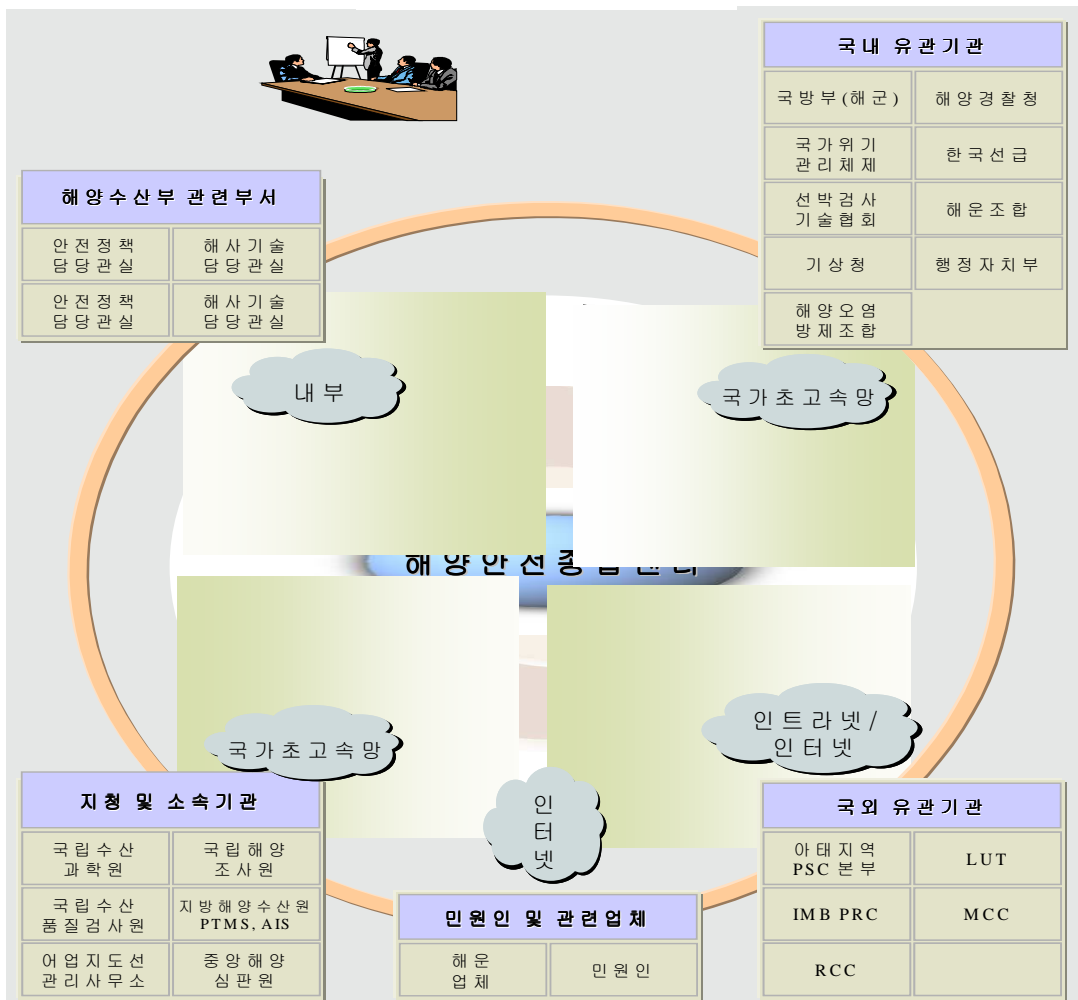 국내 유관기관
국방부(해군)
해양경찰청
국가위기
관리체제
한국선급
선박검사
기술협회
해운조합
기상청
행정자치부
해양오염
방제조합
해양수산부 관련부서
안전정책
담당관실
해사기술
담당관실
안전정책
담당관실
해사기술
담당관실
내부
국가초고속망
해양안전종합센터
국가초고속망
인트라넷/
인터넷
인
터
넷
지청 및 소속기관
국립수산
과학원
국립해양
조사원
국립수산
품질검사원
지방해양수산원
PTMS, AIS
어업지도선
관리사무소
중앙해양
심판원
민원인 및 관련업체
해운
업체
민원인
국외 유관기관
아태지역
PSC 본부
LUT
IMB PRC
MCC
RCC